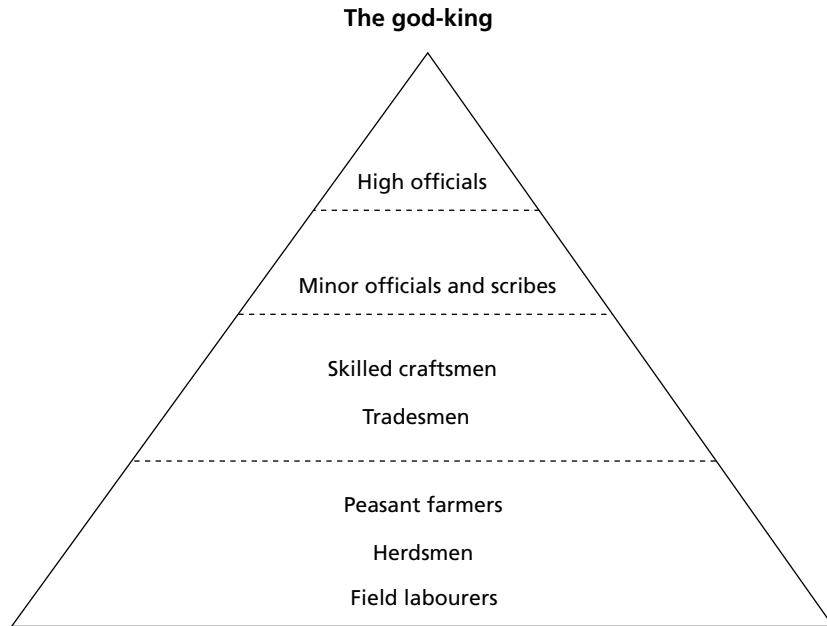 The god-king
High officials
Minor officials and scribes
Skilled craftsmen
Tradesmen
Peasant farmers
Herdsmen
Field labourers